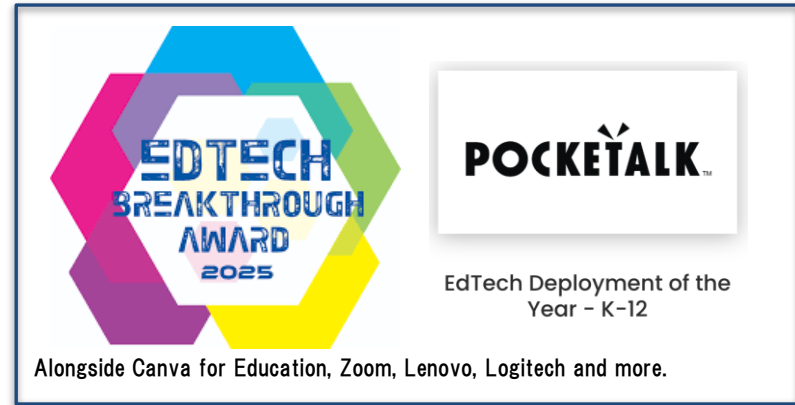 EDTECH
BREAKTHROUGH
AWARD
2025
POCKETALK™
EdTech Deployment of the
Year – K-12
Alongside Canva for Education, Zoom, Lenovo, Logitech and more.